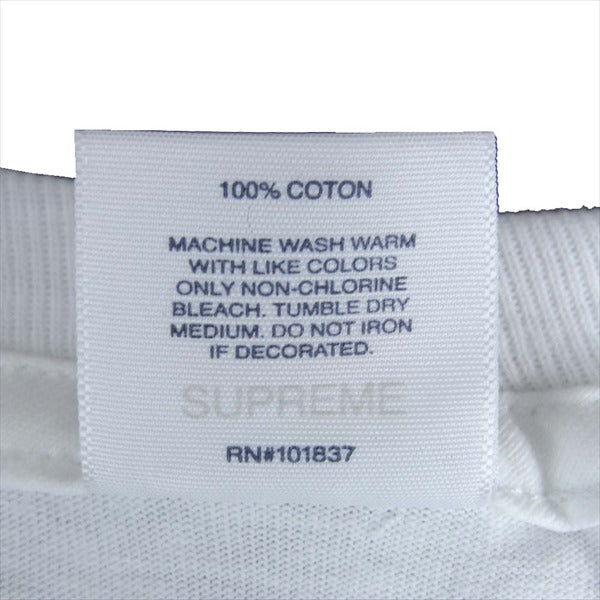 100% COTON
MACHINE WASH WARM
WITH LIKE COLORS
ONLY NON-CHLORINE
BLEACH. TUMBLE DRY
MEDIUM. DO NOT IRON
IF DECORATED.
SUPREME
RN#101837